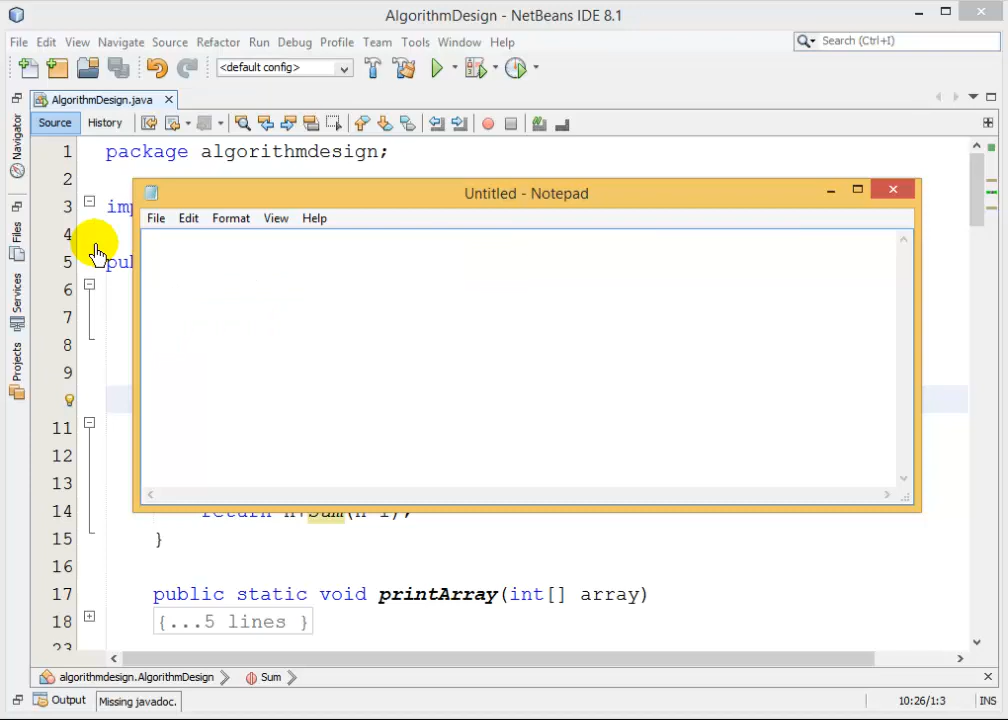 AlgorithmDesign - NetBeans IDE 8.1
File Edit View Navigate Source Refactor Run Debug Profile Team Tools Window Help
Search (Ctrl+I)
<default config>
AlgorithmDesign.java
Source History
Navigator
Files
Services
Projects
1 package algorithmdesign;
2
3
4
5
6
7
8
9
11
12
13
14
15 }
16
17 public static void printArray(int[] array)
18 {...5 lines }
23
Untitled - Notepad
File Edit Format View Help
algorithmdesign.AlgorithmDesign Sum
Output Missing javadoc. 10:26/1:3 INS